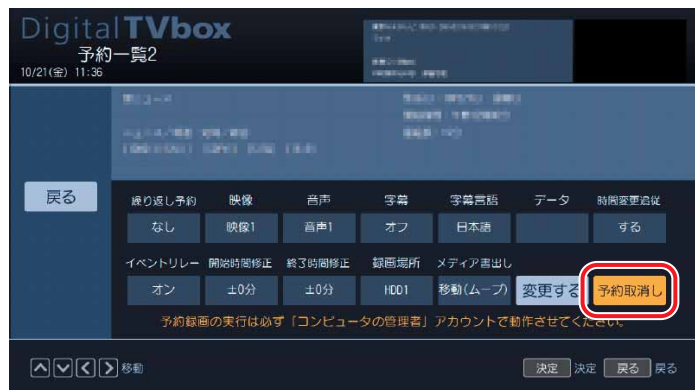 Digital TVbox
予約一覧2
10/21(金) 11:36
戻る
繰り返し予約 映像 音声 字幕 字幕言語 データ 時間変更追従
なし 映像1 音声1 オフ 日本語 する
イベントリレー 開始時間修正 終了時間修正 録画場所 メディア書出し
オン ±0分 ±0分 HDD1 移動(ムーブ) 変更する 予約取消し
予約録画の実行は必ず「コンピュータの管理者」アカウントで動作させてください。
移動 決定 決定 戻る 戻る